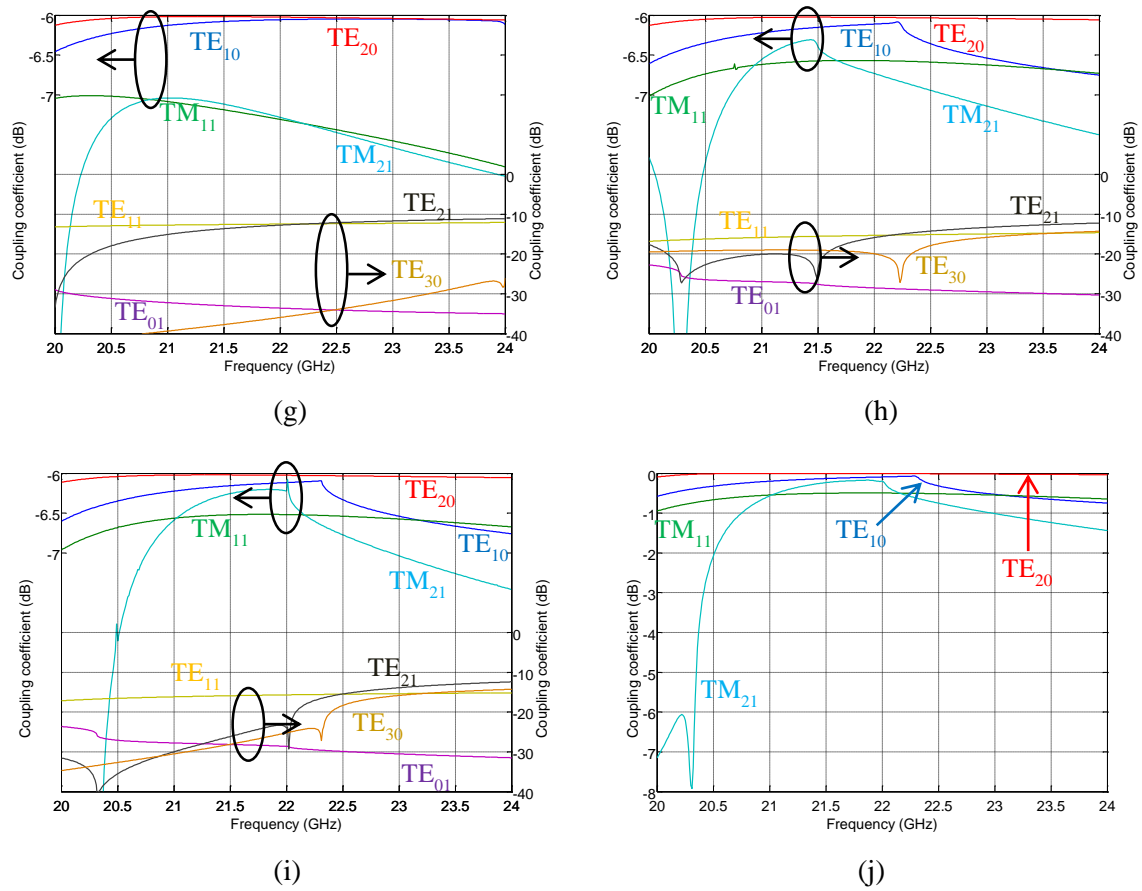 -6
-6.5
-7
TE10
TE20
TM11
TM21
TE11
TE21
TE30
TE01
0
-10
-20
-30
-40
20 20.5 21 21.5 22 22.5 23 23.5 24
Coupling coefficient (dB)
Coupling coefficient (dB)
Frequency (GHz)
(g)
-6
-6.5
-7
TE10
TE20
TM11
TM21
TE11
TE21
TE30
TE01
0
-10
-20
-30
-40
20 20.5 21 21.5 22 22.5 23 23.5 24
Coupling coefficient (dB)
Coupling coefficient (dB)
Frequency (GHz)
(h)
-6
-6.5
-7
TE20
TM11
TE10
TM21
TE11
TE21
TE30
TE01
0
-10
-20
-30
-40
20 20.5 21 21.5 22 22.5 23 23.5 24
Coupling coefficient (dB)
Coupling coefficient (dB)
Frequency (GHz)
(i)
0
-1
-2
-3
-4
-5
-6
-7
-8
TM11
TE10
TE20
TM21
20 20.5 21 21.5 22 22.5 23 23.5 24
Coupling coefficient (dB)
Frequency (GHz)
(j)